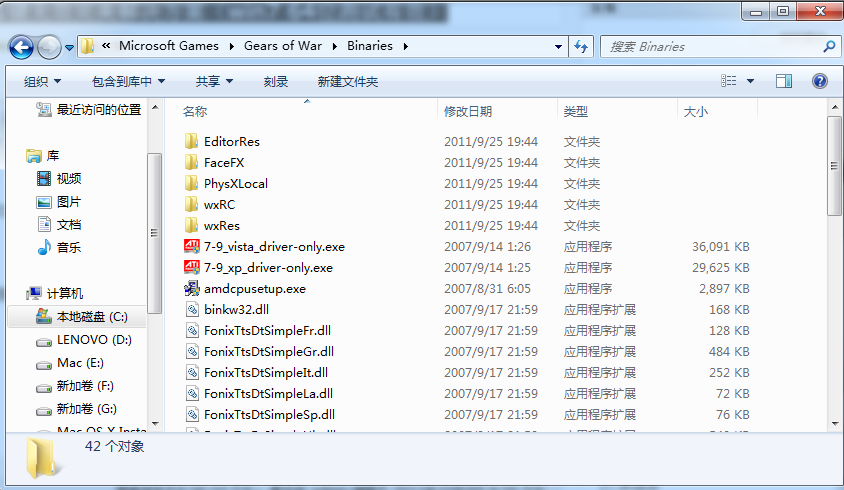 « Microsoft Games Gears of War Binaries
搜索 Binaries
组织 包含到库中 共享 刻录 新建文件夹
最近访问的位置
库
视频
图片
文档
音乐
计算机
本地磁盘 (C:)
LENOVO (D:)
Mac (E:)
新加卷 (F:)
新加卷 (G:)
Mac OS X Insta
名称 修改日期 类型 大小
EditorRes 2011/9/25 19:44 文件夹
FaceFX 2011/9/25 19:44 文件夹
PhysXLocal 2011/9/25 19:44 文件夹
wxRC 2011/9/25 19:44 文件夹
wxRes 2011/9/25 19:44 文件夹
7-9_vista_driver-only.exe 2007/9/14 1:26 应用程序 36,091 KB
7-9_xp_driver-only.exe 2007/9/14 1:25 应用程序 29,625 KB
amdcpusetup.exe 2007/8/31 6:05 应用程序 2,897 KB
binkw32.dll 2007/9/17 21:59 应用程序扩展 168 KB
FonixTtsDtSimpleFr.dll 2007/9/17 21:59 应用程序扩展 128 KB
FonixTtsDtSimpleGr.dll 2007/9/17 21:59 应用程序扩展 484 KB
FonixTtsDtSimpleIt.dll 2007/9/17 21:59 应用程序扩展 252 KB
FonixTtsDtSimpleLa.dll 2007/9/17 21:59 应用程序扩展 72 KB
FonixTtsDtSimpleSp.dll 2007/9/17 21:59 应用程序扩展 76 KB
42 个对象